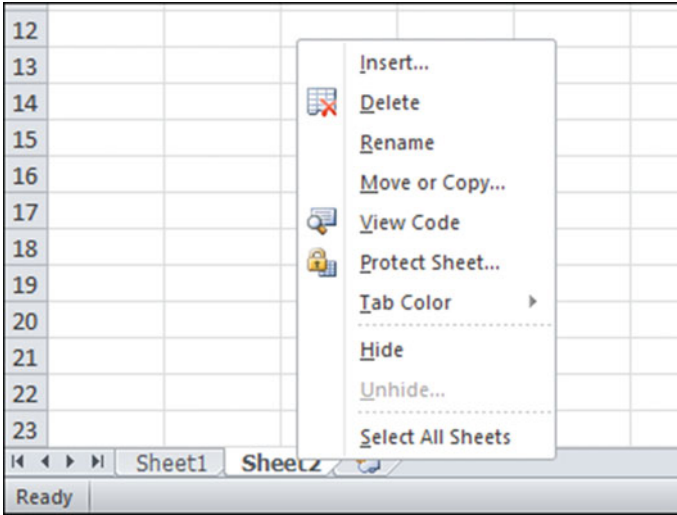 12
13
14
15
16
17
18
19
20
21
22
23
Insert...
Delete
Rename
Move or Copy...
View Code
Protect Sheet...
Tab Color
Hide
Unhide...
Select All Sheets
Sheet1 Sheet2
Ready